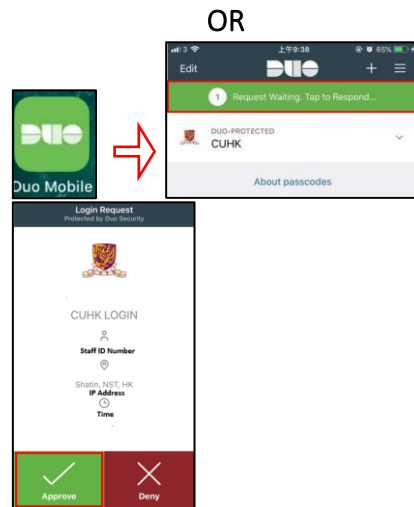 OR
3
上午9:38
65%
Edit
DUO
+
1 Request Waiting. Tap to Respond...
DUO
Duo Mobile
DUO-PROTECTED
CUHK
About passcodes
Login Request
Protected by Duo Security
CUHK LOGIN
Staff ID Number
Shatin, NST, HK
IP Address
Time
Approve
Deny